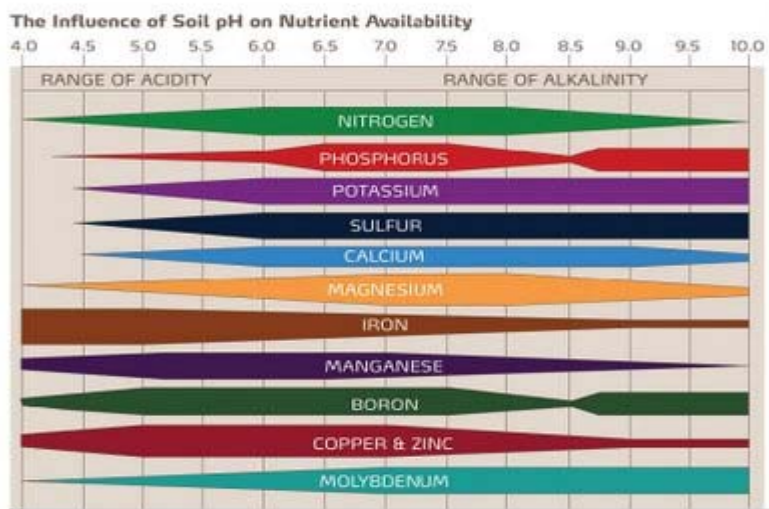 The Influence of Soil pH on Nutrient Availability
4.0 4.5 5.0 5.5 6.0 6.5 7.0 7.5 8.0 8.5 9.0 9.5 10.0
RANGE OF ACIDITY RANGE OF ALKALINITY
NITROGEN
PHOSPHORUS
POTASSIUM
SULFUR
CALCIUM
MAGNESIUM
IRON
MANGANESE
BORON
COPPER & ZINC
MOLYBDENUM